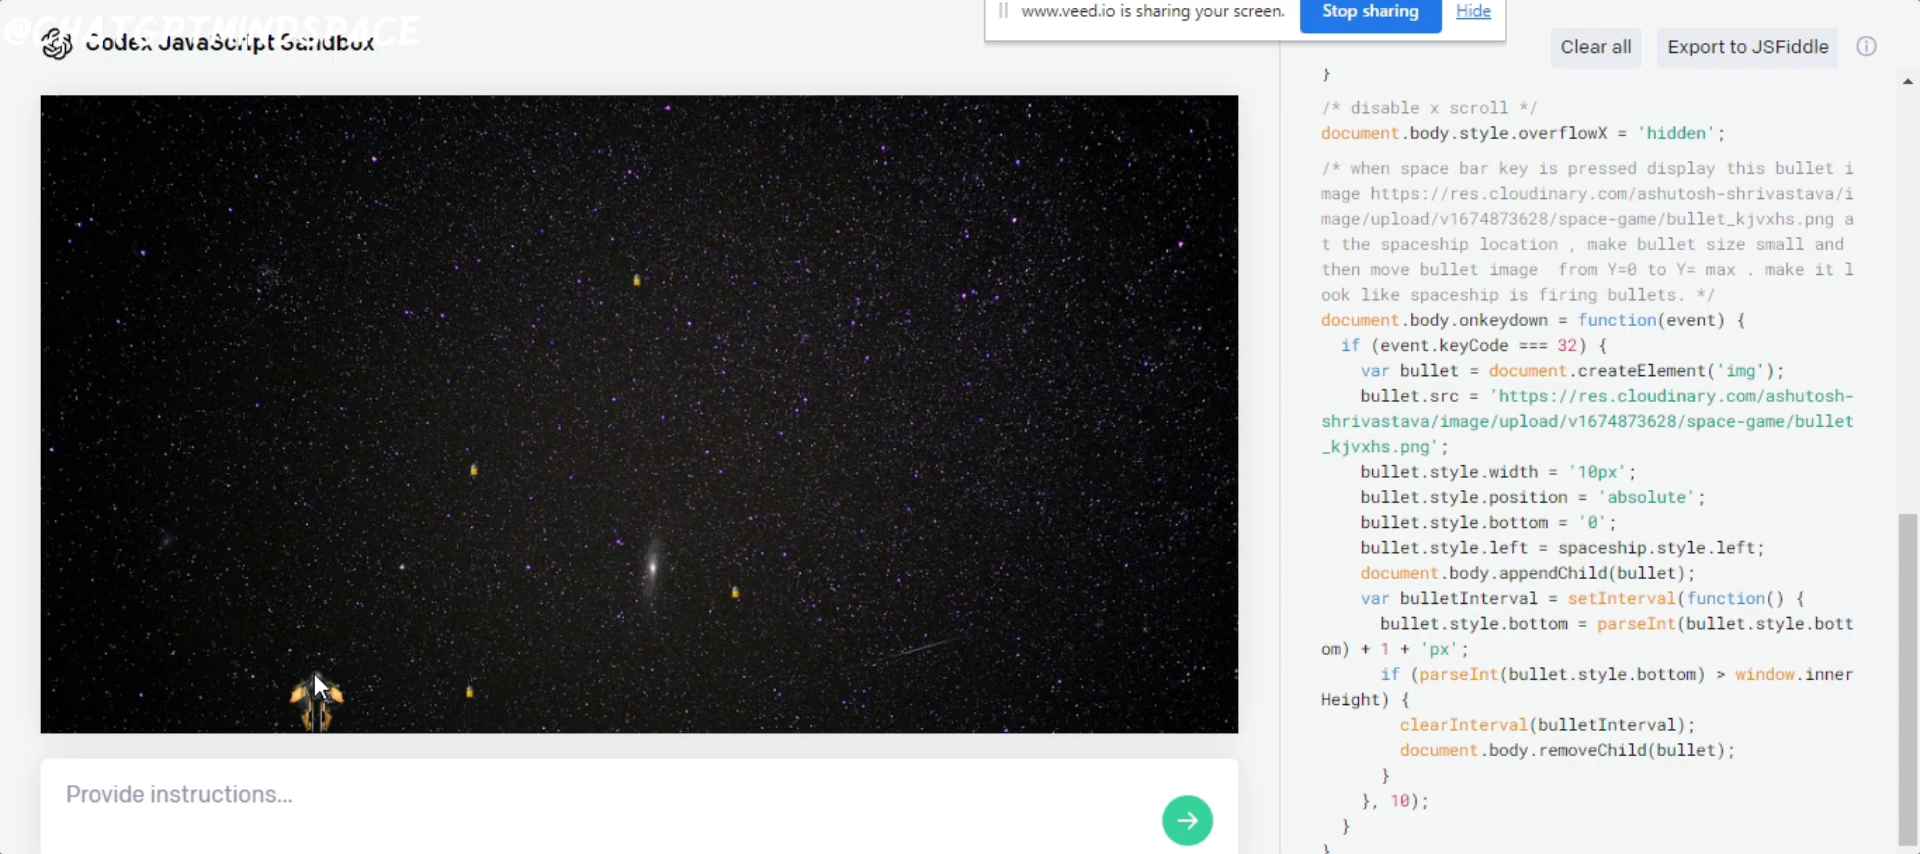 @CHATGPTMINDSPACE
Codex JavaScript Sandbox
|| www.veed.io is sharing your screen. Stop sharing Hide
Clear all Export to JSFiddle
}
/* disable x scroll */
document.body.style.overflowX = 'hidden';
/* when space bar key is pressed display this bullet i
mage https://res.cloudinary.com/ashutosh-shrivastava/i
mage/upload/v1674873628/space-game/bullet_kjvxhs.png a
t the spaceship location , make bullet size small and
then move bullet image  from Y=0 to Y= max . make it l
ook like spaceship is firing bullets. */
document.body.onkeydown = function(event) {
if (event.keyCode === 32) {
var bullet = document.createElement('img');
bullet.src = 'https://res.cloudinary.com/ashutosh-
shrivastava/image/upload/v1674873628/space-game/bullet
_kjvxhs.png';
bullet.style.width = '10px';
bullet.style.position = 'absolute';
bullet.style.bottom = '0';
bullet.style.left = spaceship.style.left;
document.body.appendChild(bullet);
var bulletInterval = setInterval(function() {
bullet.style.bottom = parseInt(bullet.style.bott
om) + 1 + 'px';
if (parseInt(bullet.style.bottom) > window.inner
Height) {
clearInterval(bulletInterval);
document.body.removeChild(bullet);
}
}, 10);
}
}
Provide instructions...